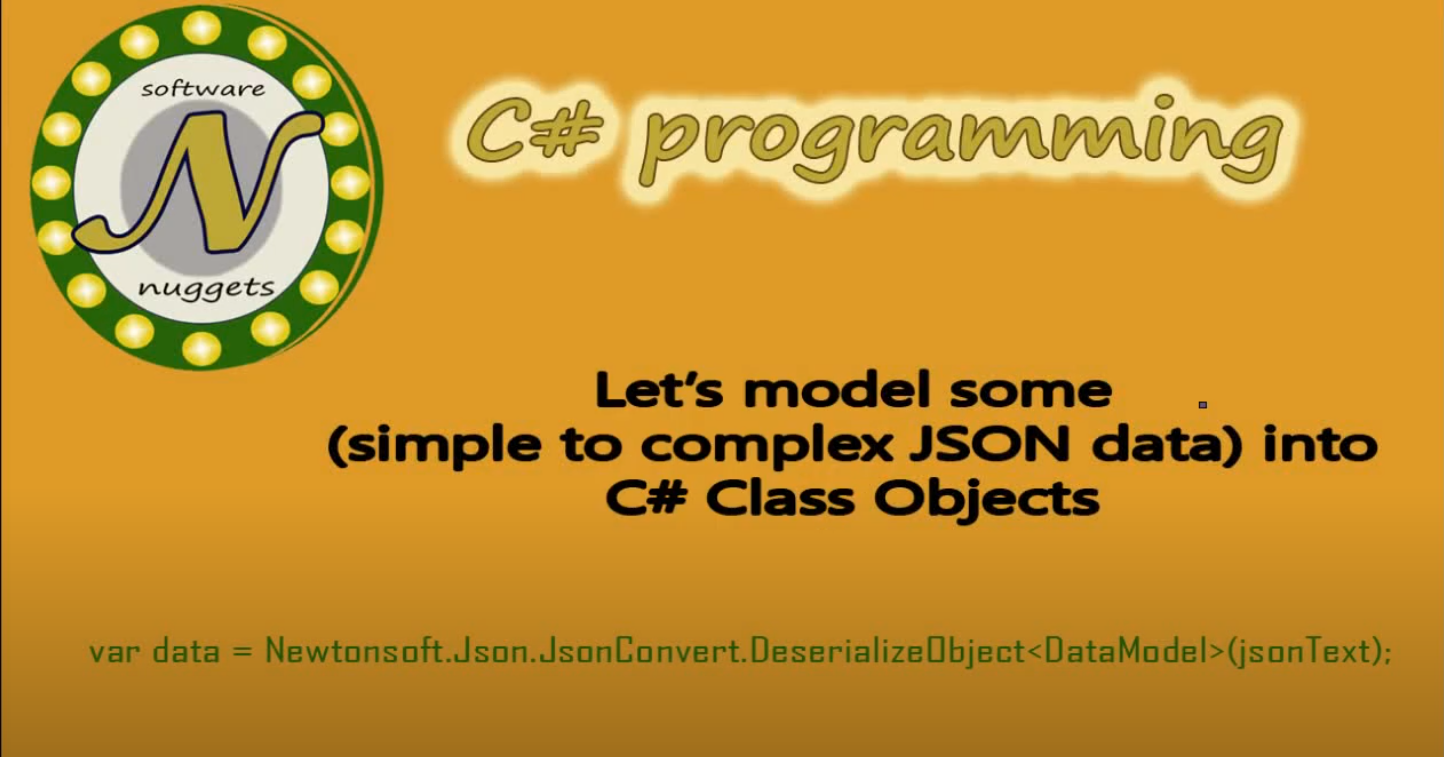 software
N
nuggets
C# programming
Let's model some
(simple to complex JSON data) into
C# Class Objects
var data = Newtonsoft.Json.JsonConvert.DeserializeObject<DataModel>(jsonText);